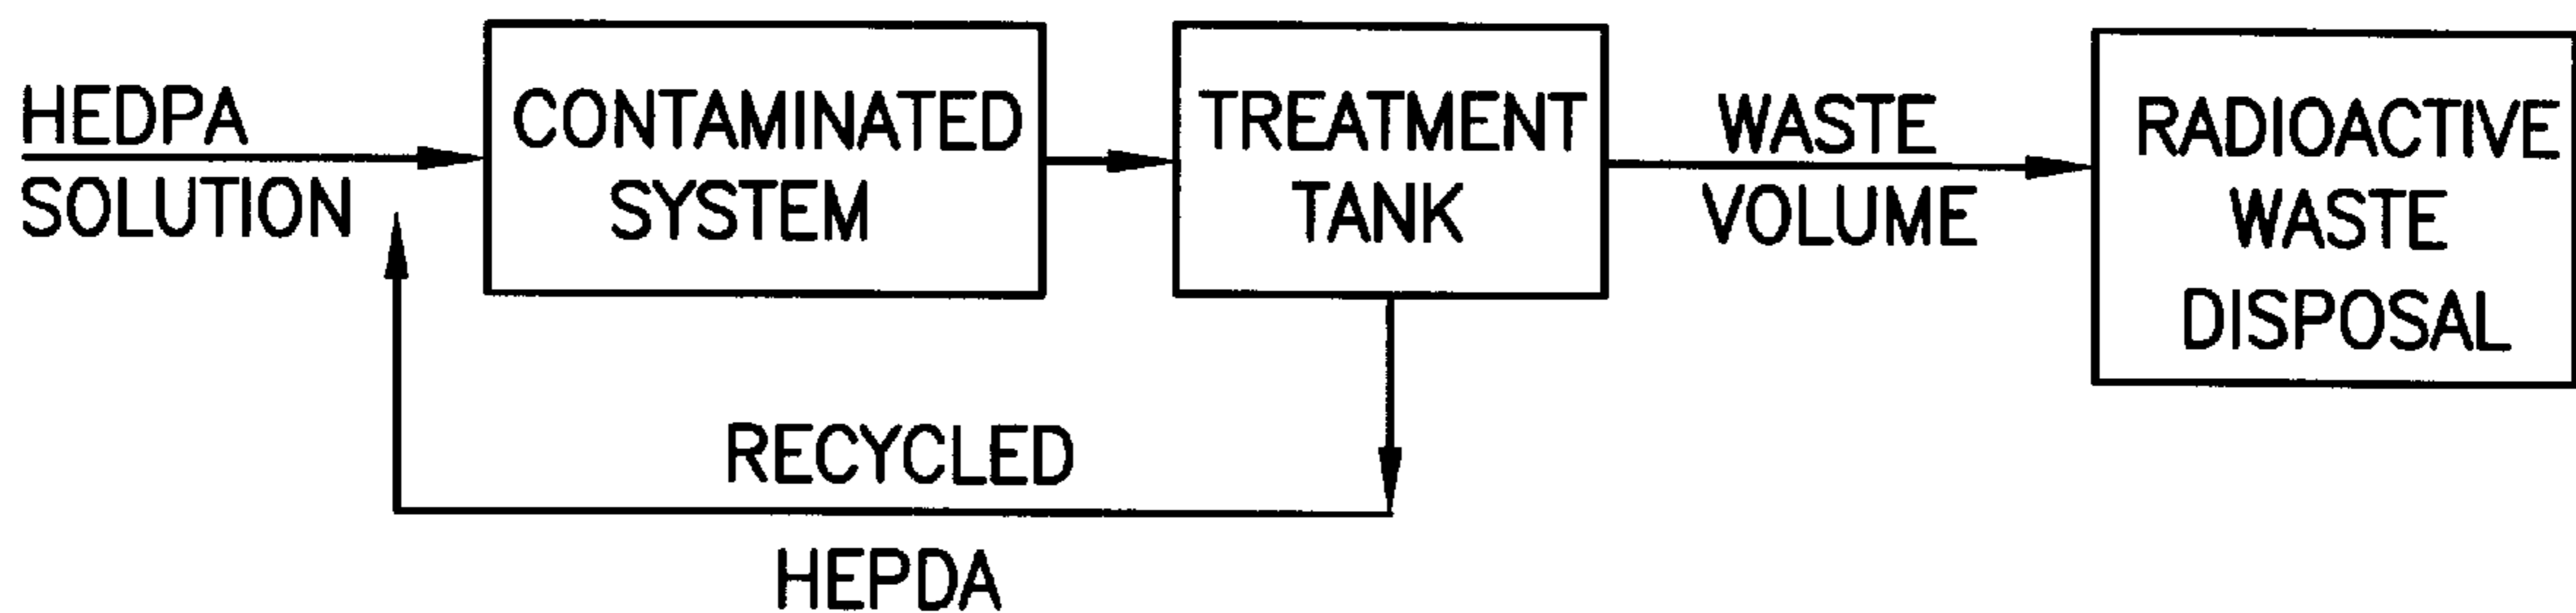 HEDPA
SOLUTION
CONTAMINATED
SYSTEM
TREATMENT
TANK
WASTE
VOLUME
RADIOACTIVE
WASTE
DISPOSAL
RECYCLED
HEPDA